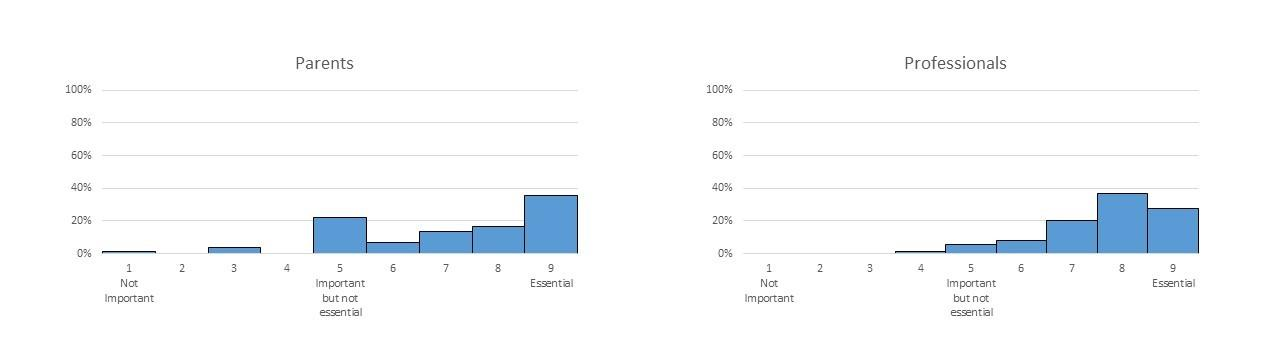 Parents
100%
80%
60%
40%
20%
0%
1 2 3 4 5 6 7 8 9
Not Important but not essential Essential
Important
Professionals
100%
80%
60%
40%
20%
0%
1 2 3 4 5 6 7 8 9
Not Important but not essential Essential
Important